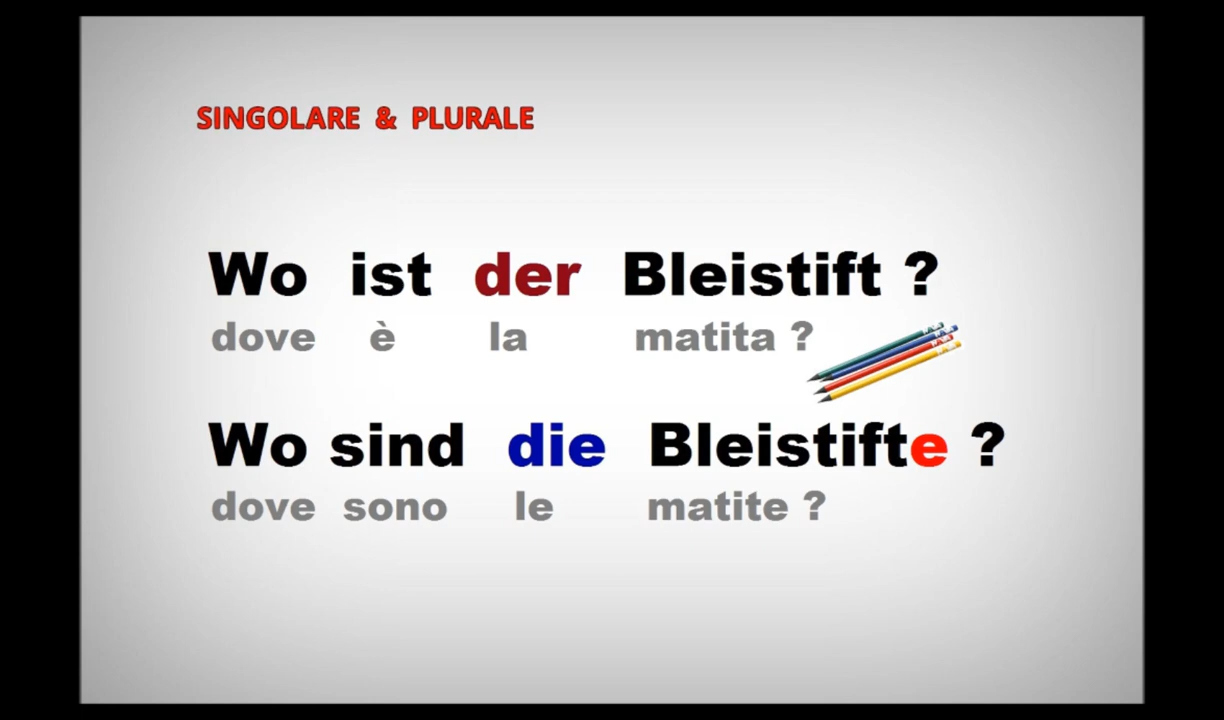 SINGOLARE & PLURALE
Wo ist der Bleistift ?
dove è la matita ?
Wo sind die Bleistifte ?
dove sono le matite ?